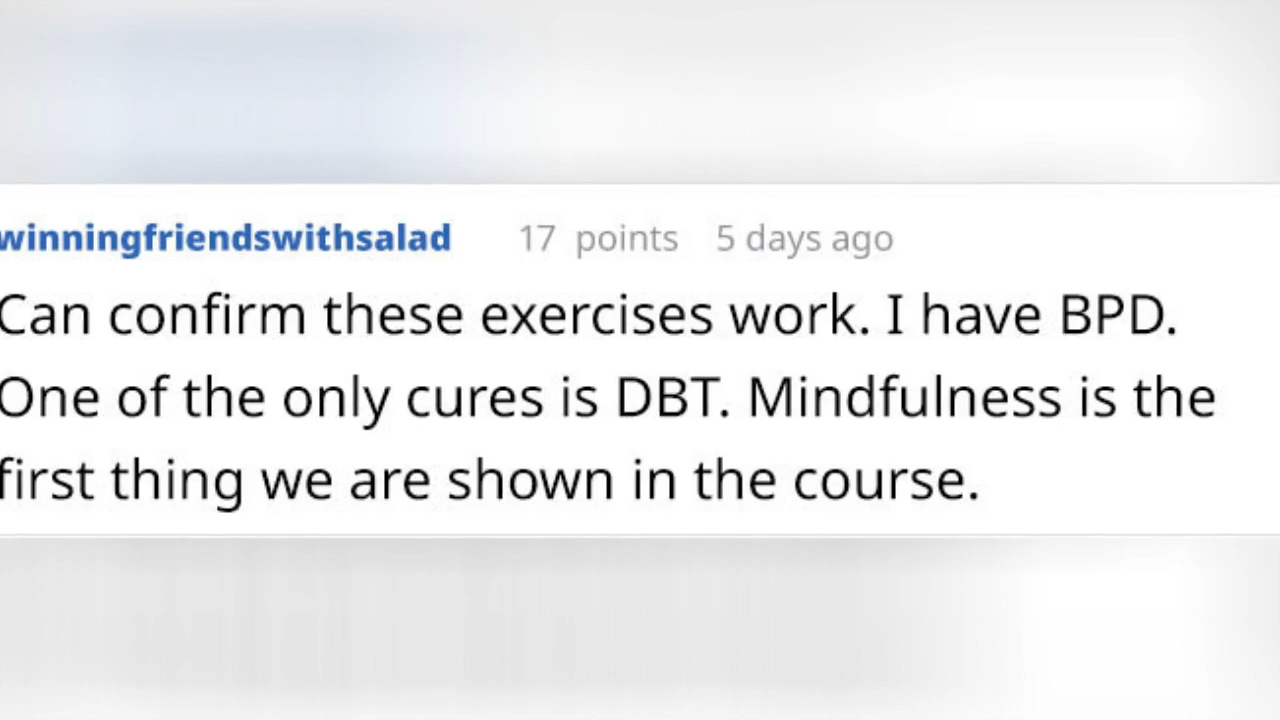 winningfriendswithsalad 17 points 5 days ago
Can confirm these exercises work. I have BPD.
One of the only cures is DBT. Mindfulness is the
first thing we are shown in the course.